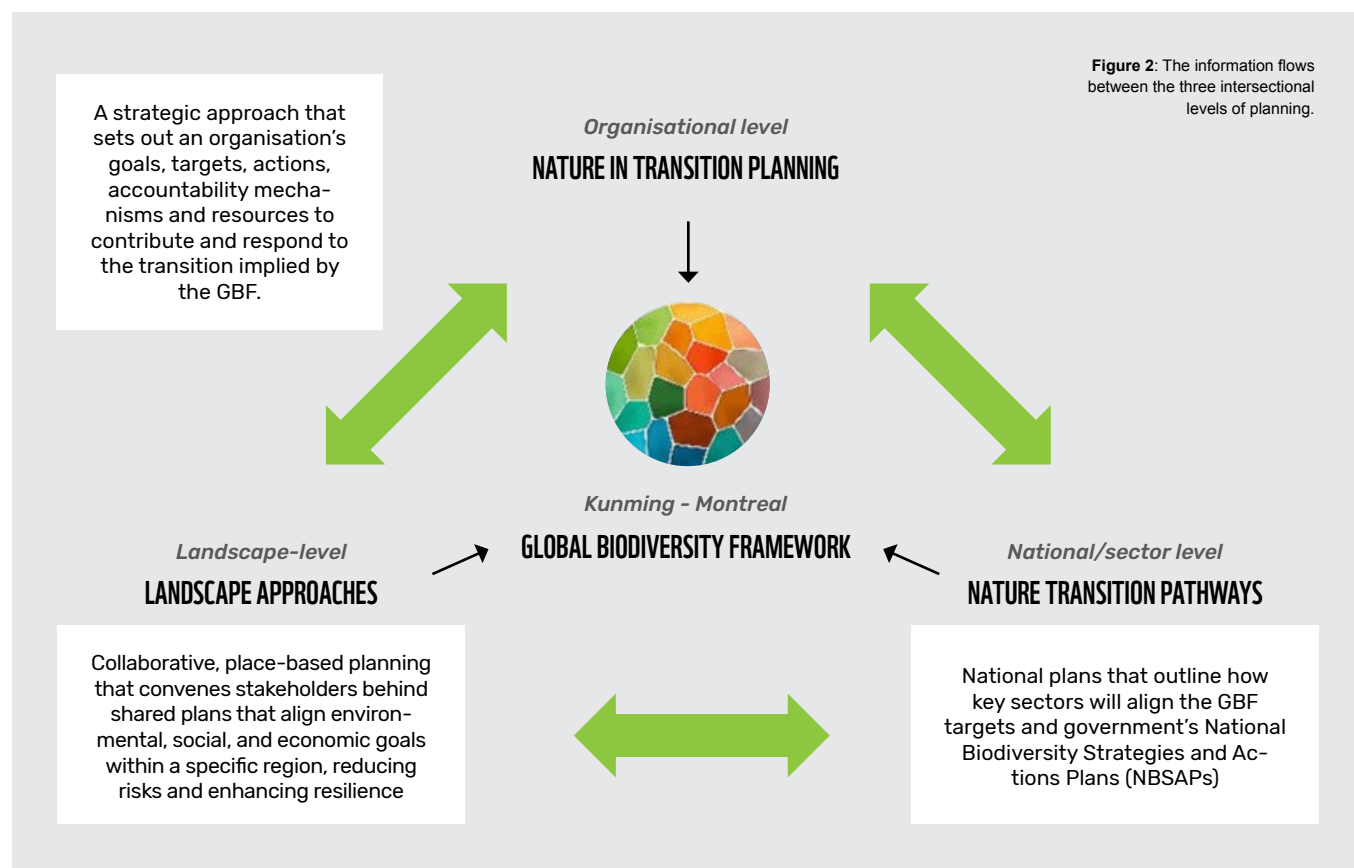 Figure 2: The information flows
between the three intersectional
levels of planning.
A strategic approach that
sets out an organisation's
goals, targets, actions,
accountability mecha-
nisms and resources to
contribute and respond to
the transition implied by
the GBF.
Organisational level
NATURE IN TRANSITION PLANNING
Kunming - Montreal
GLOBAL BIODIVERSITY FRAMEWORK
Landscape-level
LANDSCAPE APPROACHES
Collaborative, place-based planning
that convenes stakeholders behind
shared plans that align environ-
mental, social, and economic goals
within a specific region, reducing
risks and enhancing resilience
National/sector level
NATURE TRANSITION PATHWAYS
National plans that outline how
key sectors will align the GBF
targets and government's National
Biodiversity Strategies and Ac-
tions Plans (NBSAPs)